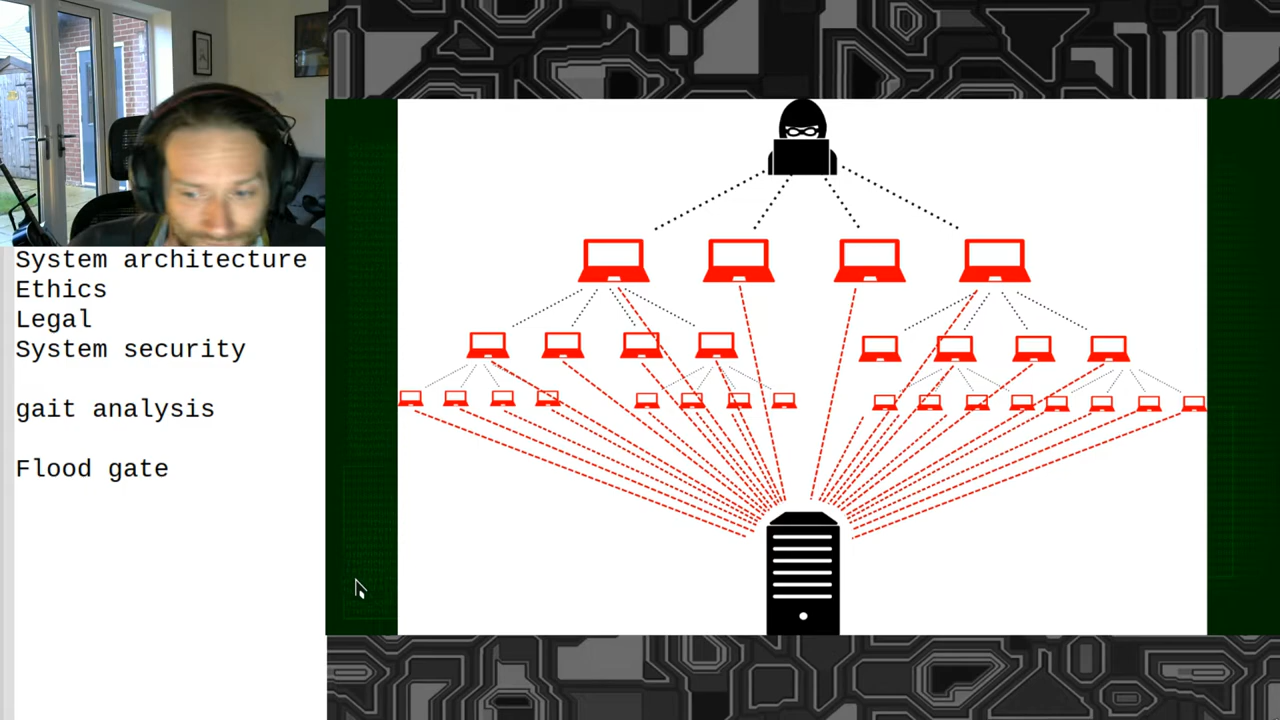 System architecture
Ethics
Legal
System security
gait analysis
Flood gate